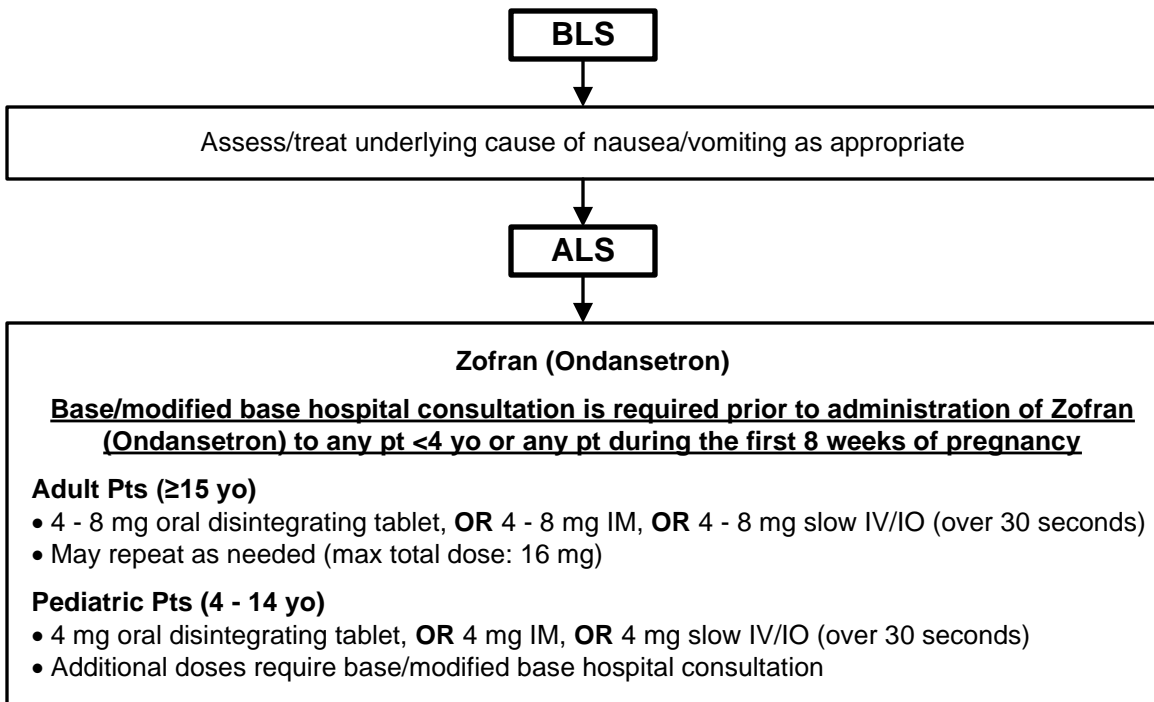 BLS
Assess/treat underlying cause of nausea/vomiting as appropriate
ALS
Zofran (Ondansetron)
Base/modified base hospital consultation is required prior to administration of Zofran
(Ondansetron) to any pt <4 yo or any pt during the first 8 weeks of pregnancy
Adult Pts (≥15 yo)
• 4 - 8 mg oral disintegrating tablet, OR 4 - 8 mg IM, OR 4 - 8 mg slow IV/IO (over 30 seconds)
• May repeat as needed (max total dose: 16 mg)
Pediatric Pts (4 - 14 yo)
• 4 mg oral disintegrating tablet, OR 4 mg IM, OR 4 mg slow IV/IO (over 30 seconds)
• Additional doses require base/modified base hospital consultation